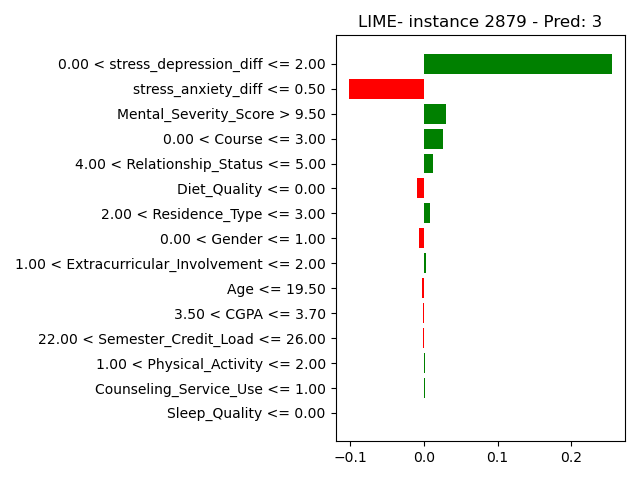 LIME- instance 2879 - Pred: 3
0.00 < stress_depression_diff <= 2.00
stress_anxiety_diff <= 0.50
Mental_Severity_Score > 9.50
0.00 < Course <= 3.00
4.00 < Relationship_Status <= 5.00
Diet_Quality <= 0.00
2.00 < Residence_Type <= 3.00
0.00 < Gender <= 1.00
1.00 < Extracurricular_Involvement <= 2.00
Age <= 19.50
3.50 < CGPA <= 3.70
22.00 < Semester_Credit_Load <= 26.00
1.00 < Physical_Activity <= 2.00
Counseling_Service_Use <= 1.00
Sleep_Quality <= 0.00
−0.1 0.0 0.1 0.2